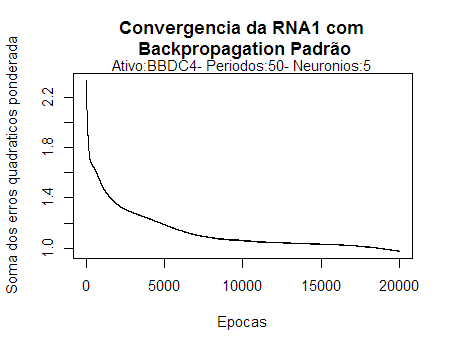 Convergencia da RNA1 com
Backpropagation Padrão
Ativo:BBDC4- Periodos:50- Neuronios:5
Soma dos erros quadraticos ponderada
2.2
1.8
1.4
1.0
0
5000
10000
15000
20000
Epocas